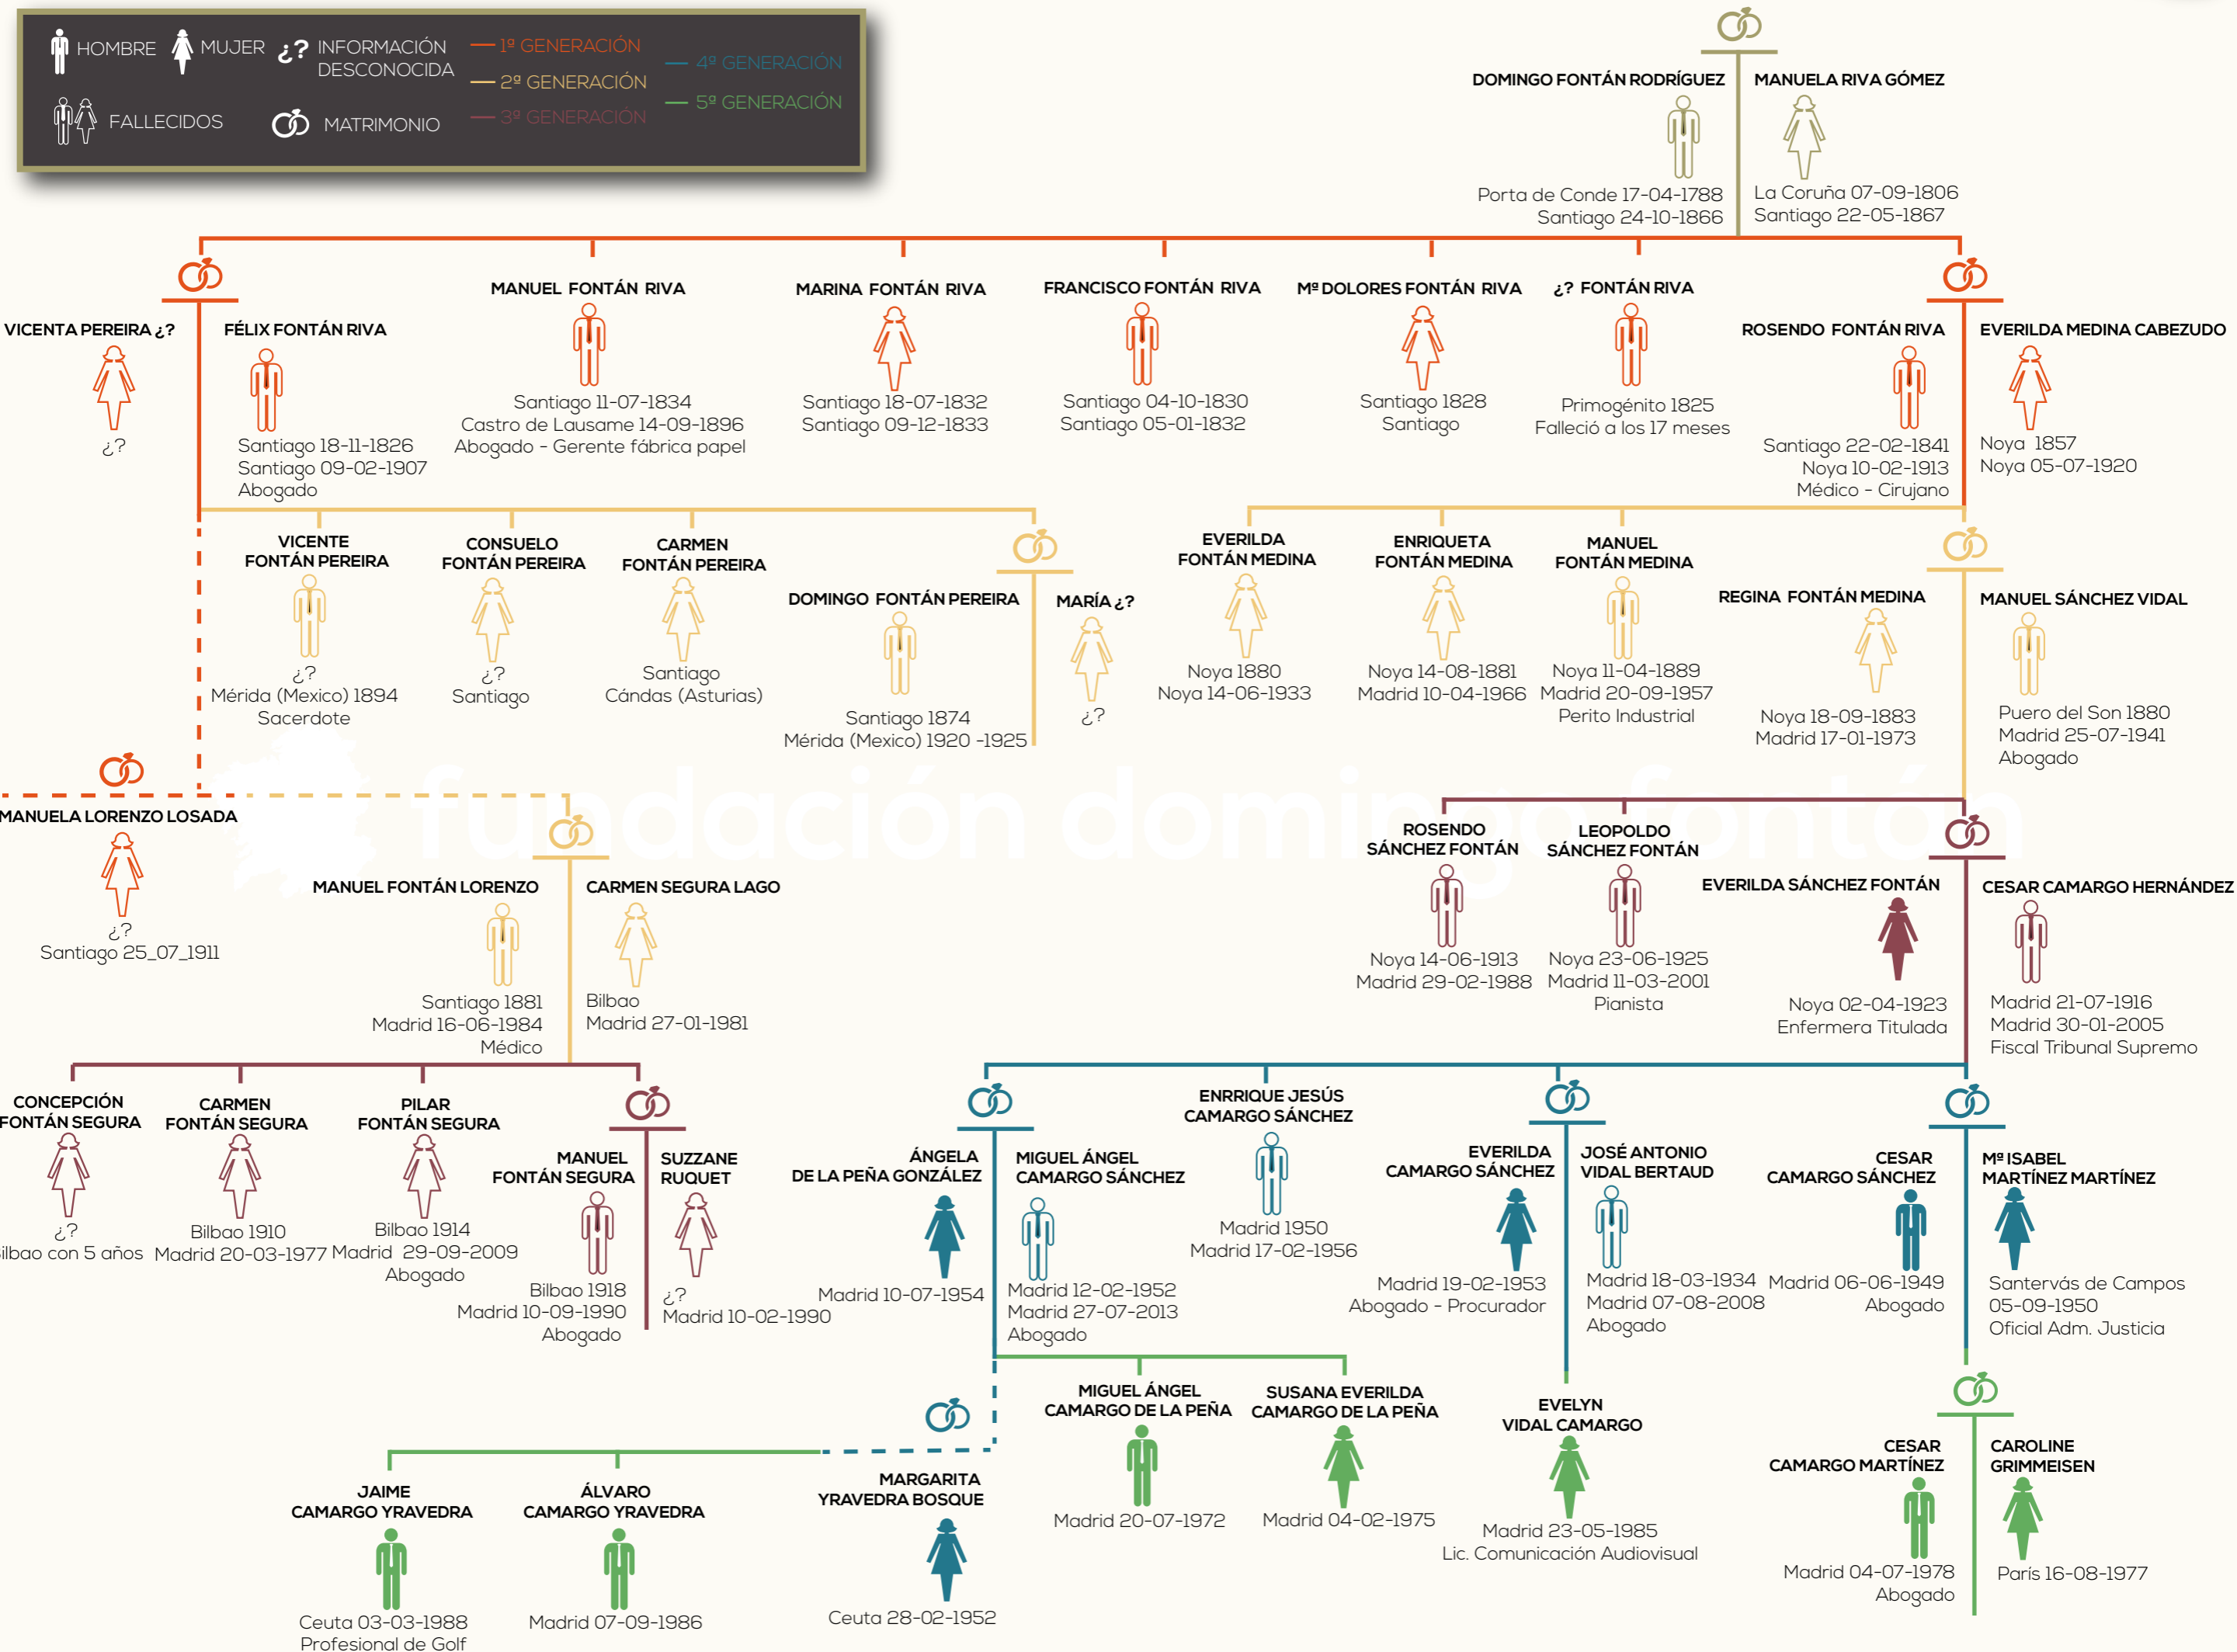 HOMBRE
MUJER
¿? INFORMACIÓN
DESCONOCIDA
FALLECIDOS
MATRIMONIO
1ª GENERACIÓN
2ª GENERACIÓN
3ª GENERACIÓN
4ª GENERACIÓN
5ª GENERACIÓN
DOMINGO FONTÁN RODRÍGUEZ
Porta de Conde 17-04-1788
Santiago 24-10-1866
MANUELA RIVA GÓMEZ
La Coruña 07-09-1806
Santiago 22-05-1867
VICENTA PEREIRA ¿?
¿?
FÉLIX FONTÁN RIVA
Santiago 18-11-1826
Santiago 09-02-1907
Abogado
MANUEL FONTÁN RIVA
Santiago 11-07-1834
Castro de Lausame 14-09-1896
Abogado - Gerente fábrica papel
MARINA FONTÁN RIVA
Santiago 18-07-1832
Santiago 09-12-1833
FRANCISCO FONTÁN RIVA
Santiago 04-10-1830
Santiago 05-01-1832
Mª DOLORES FONTÁN RIVA
Santiago 1828
Santiago
¿? FONTÁN RIVA
Primogénito 1825
Falleció a los 17 meses
ROSENDO FONTÁN RIVA
Santiago 22-02-1841
Noya 10-02-1913
Médico - Cirujano
EVERILDA MEDINA CABEZUDO
Noya 1857
Noya 05-07-1920
VICENTE
FONTÁN PEREIRA
¿?
Mérida (Mexico) 1894
Sacerdote
CONSUELO
FONTÁN PEREIRA
¿?
Santiago
CARMEN
FONTÁN PEREIRA
Santiago
Cándas (Asturias)
DOMINGO FONTÁN PEREIRA
Santiago 1874
Mérida (Mexico) 1920 -1925
MARÍA ¿?
¿?
EVERILDA
FONTÁN MEDINA
Noya 1880
Noya 14-06-1933
ENRIQUETA
FONTÁN MEDINA
Noya 14-08-1881
Madrid 10-04-1966
MANUEL
FONTÁN MEDINA
Noya 11-04-1889
Madrid 20-09-1957
Perito Industrial
REGINA FONTÁN MEDINA
Noya 18-09-1883
Madrid 17-01-1973
MANUEL SÁNCHEZ VIDAL
Puero del Son 1880
Madrid 25-07-1941
Abogado
fundación domingo fontán
MANUELA LORENZO LOSADA
¿?
Santiago 25_07_1911
MANUEL FONTÁN LORENZO
Santiago 1881
Madrid 16-06-1984
Médico
CARMEN SEGURA LAGO
Bilbao
Madrid 27-01-1981
ROSENDO
SÁNCHEZ FONTÁN
Noya 14-06-1913
Madrid 29-02-1988
LEOPOLDO
SÁNCHEZ FONTÁN
Noya 23-06-1925
Madrid 11-03-2001
Pianista
EVERILDA SÁNCHEZ FONTÁN
Noya 02-04-1923
Enfermera Titulada
CESAR CAMARGO HERNÁNDEZ
Madrid 21-07-1916
Madrid 30-01-2005
Fiscal Tribunal Supremo
CONCEPCIÓN
FONTÁN SEGURA
¿?
Bilbao con 5 años
CARMEN
FONTÁN SEGURA
Bilbao 1910
Madrid 20-03-1977
PILAR
FONTÁN SEGURA
Bilbao 1914
Madrid 29-09-2009
Abogado
MANUEL
FONTÁN SEGURA
Bilbao 1918
Madrid 10-09-1990
Abogado
SUZZANE
RUQUET
¿?
Madrid 10-02-1990
ÁNGELA
DE LA PEÑA GONZÁLEZ
Madrid 10-07-1954
MIGUEL ÁNGEL
CAMARGO SÁNCHEZ
Madrid 12-02-1952
Madrid 27-07-2013
Abogado
ENRRIQUE JESÚS
CAMARGO SÁNCHEZ
Madrid 1950
Madrid 17-02-1956
EVERILDA
CAMARGO SÁNCHEZ
Madrid 19-02-1953
Abogado - Procurador
JOSÉ ANTONIO
VIDAL BERTAUD
Madrid 18-03-1934
Madrid 07-08-2008
Abogado
CESAR
CAMARGO SÁNCHEZ
Madrid 06-06-1949
Abogado
Mª ISABEL
MARTÍNEZ MARTÍNEZ
Santervás de Campos
05-09-1950
Oficial Adm. Justicia
JAIME
CAMARGO YRAVEDRA
Ceuta 03-03-1988
Profesional de Golf
ÁLVARO
CAMARGO YRAVEDRA
Madrid 07-09-1986
MARGARITA
YRAVEDRA BOSQUE
Ceuta 28-02-1952
MIGUEL ÁNGEL
CAMARGO DE LA PEÑA
Madrid 20-07-1972
SUSANA EVERILDA
CAMARGO DE LA PEÑA
Madrid 04-02-1975
EVELYN
VIDAL CAMARGO
Madrid 23-05-1985
Lic. Comunicación Audiovisual
CESAR
CAMARGO MARTÍNEZ
Madrid 04-07-1978
Abogado
CAROLINE
GRIMMEISEN
París 16-08-1977